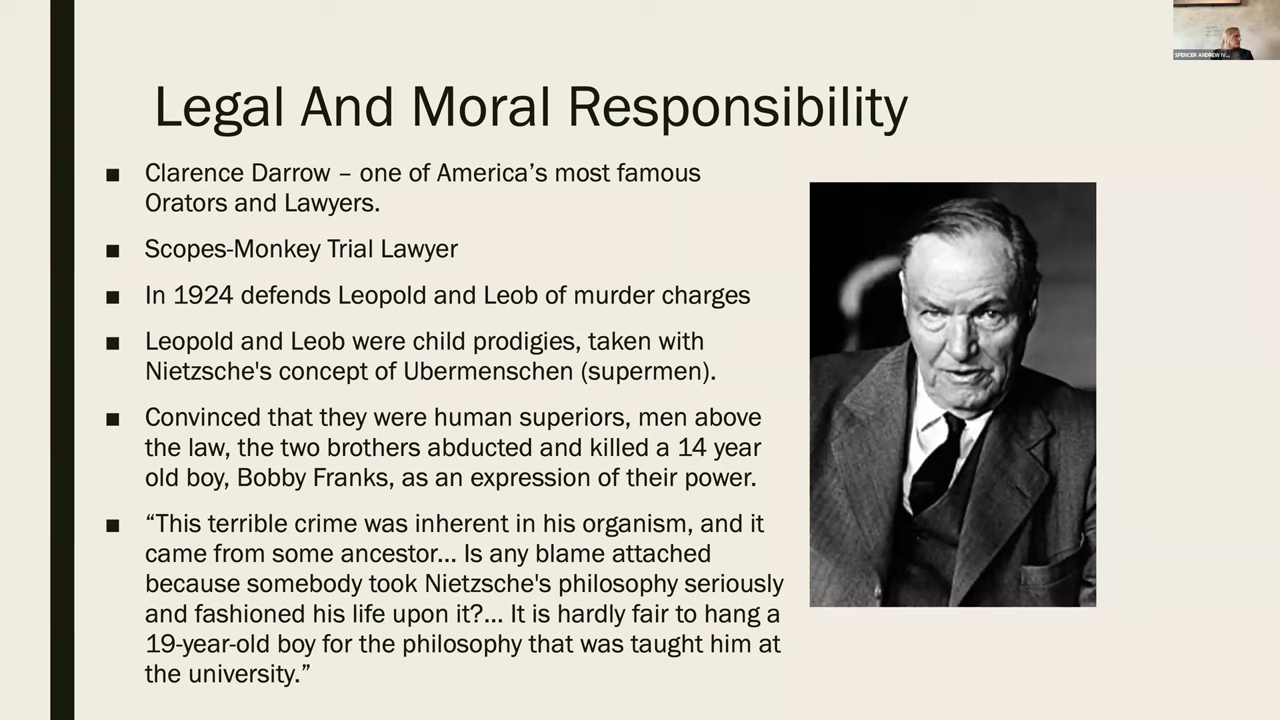 SPENCER ANDREW IV...
Legal And Moral Responsibility
■ Clarence Darrow – one of America’s most famous
Orators and Lawyers.
■ Scopes-Monkey Trial Lawyer
■ In 1924 defends Leopold and Leob of murder charges
■ Leopold and Leob were child prodigies, taken with
Nietzsche's concept of Ubermenschen (supermen).
■ Convinced that they were human superiors, men above
the law, the two brothers abducted and killed a 14 year
old boy, Bobby Franks, as an expression of their power.
■ “This terrible crime was inherent in his organism, and it
came from some ancestor... Is any blame attached
because somebody took Nietzsche's philosophy seriously
and fashioned his life upon it?... It is hardly fair to hang a
19-year-old boy for the philosophy that was taught him at
the university.”